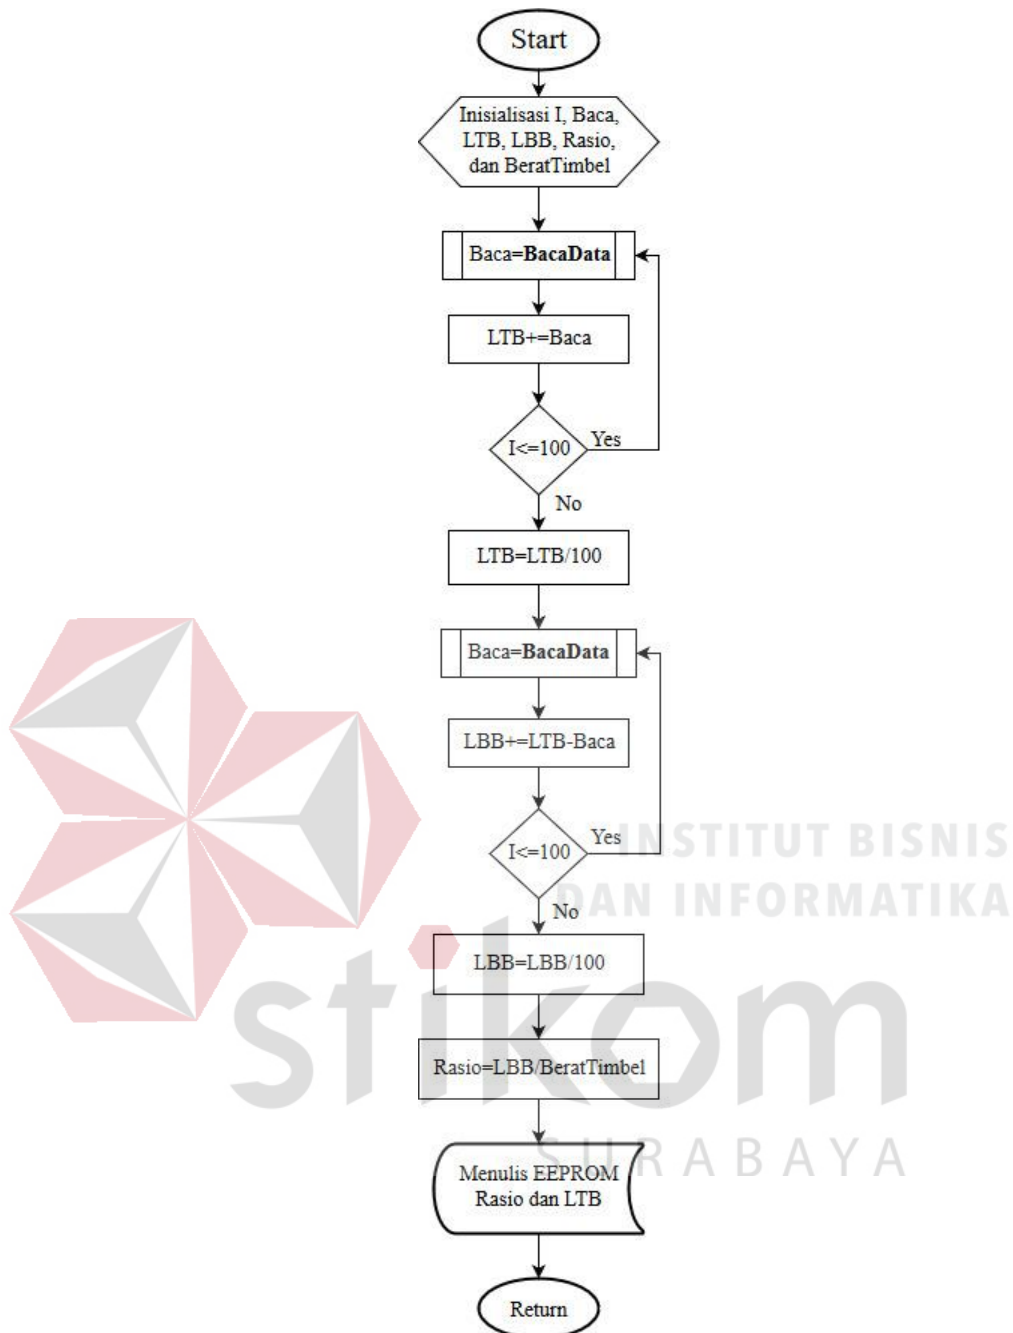 Start
Inisialisasi I, Baca,
LTB, LBB, Rasio,
dan BeratTimbel
Baca=BacaData
LTB+=Baca
I<=100
Yes
No
LTB=LTB/100
Baca=BacaData
LBB+=LTB-Baca
I<=100
Yes
INSTITUT BISNIS
DAN INFORMATIKA
No
LBB=LBB/100
stikom
Rasio=LBB/BeratTimbel
SURABAYA
Menulis EEPROM
Rasio dan LTB
Return